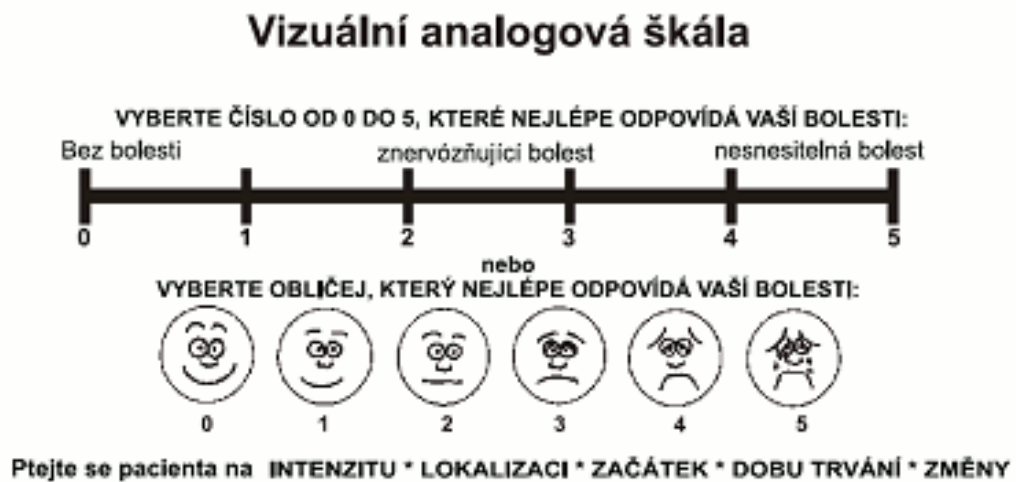 Vizuální analogová škála
VYBERTE ČÍSLO OD 0 DO 5, KTERÉ NEJLÉPE ODPOVÍDÁ VAŠÍ BOLESTI:
Bez bolesti znervózňující bolest nesnesitelná bolest
0 1 2 3 4 5
nebo
VYBERTE OBLIČEJ, KTERÝ NEJLÉPE ODPOVÍDÁ VAŠÍ BOLESTI:
0 1 2 3 4 5
Ptejte se pacienta na INTENZITU * LOKALIZACI * ZAČÁTEK * DOBU TRVÁNÍ * ZMĚNY